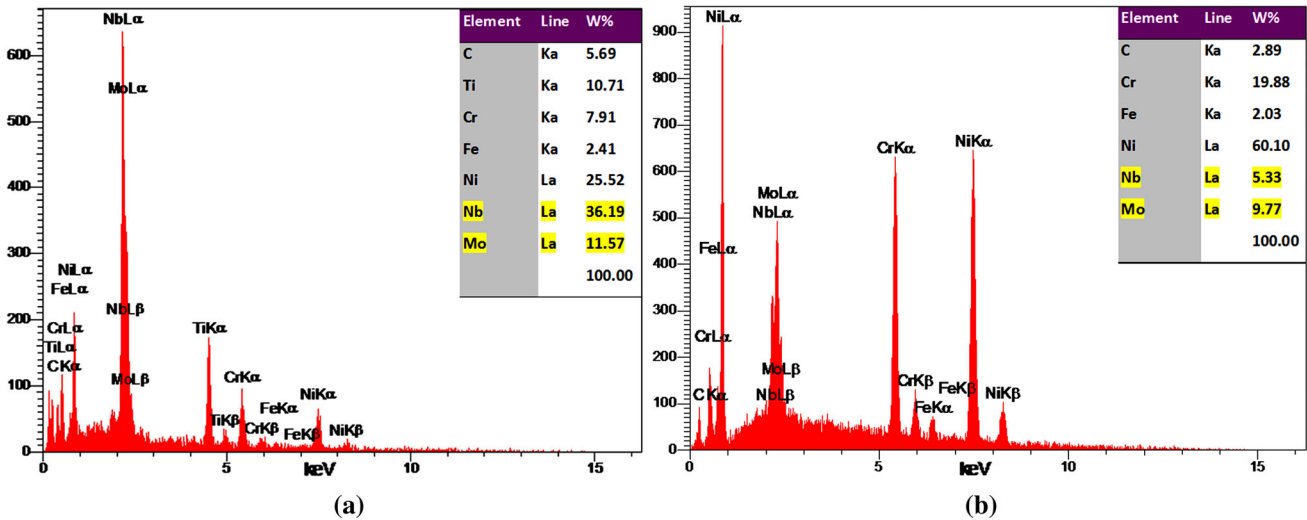 NbLα
MoLα
NiLα
FeLα
NbLβ
CrLα
TiLα
CKα
MoLβ
TiKα
CrKα
TiKβ
CrKβ
FeKα
NiKα
FeKβ
NiKβ
600
500
400
300
200
100
0
0 5 10 15
keV
Element Line W%
C Ka 5.69
Ti Ka 10.71
Cr Ka 7.91
Fe Ka 2.41
Ni La 25.52
Nb La 36.19
Mo La 11.57
100.00
(a)
NiLα
FeLα
CrLα
C Kα
MoLα
NbLα
MoLβ
NbLβ
CrKα
CrKβ
FeKα
FeKβ
NiKα
NiKβ
900
800
700
600
500
400
300
200
100
0
0 5 10 15
keV
Element Line W%
C Ka 2.89
Cr Ka 19.88
Fe Ka 2.03
Ni La 60.10
Nb La 5.33
Mo La 9.77
100.00
(b)